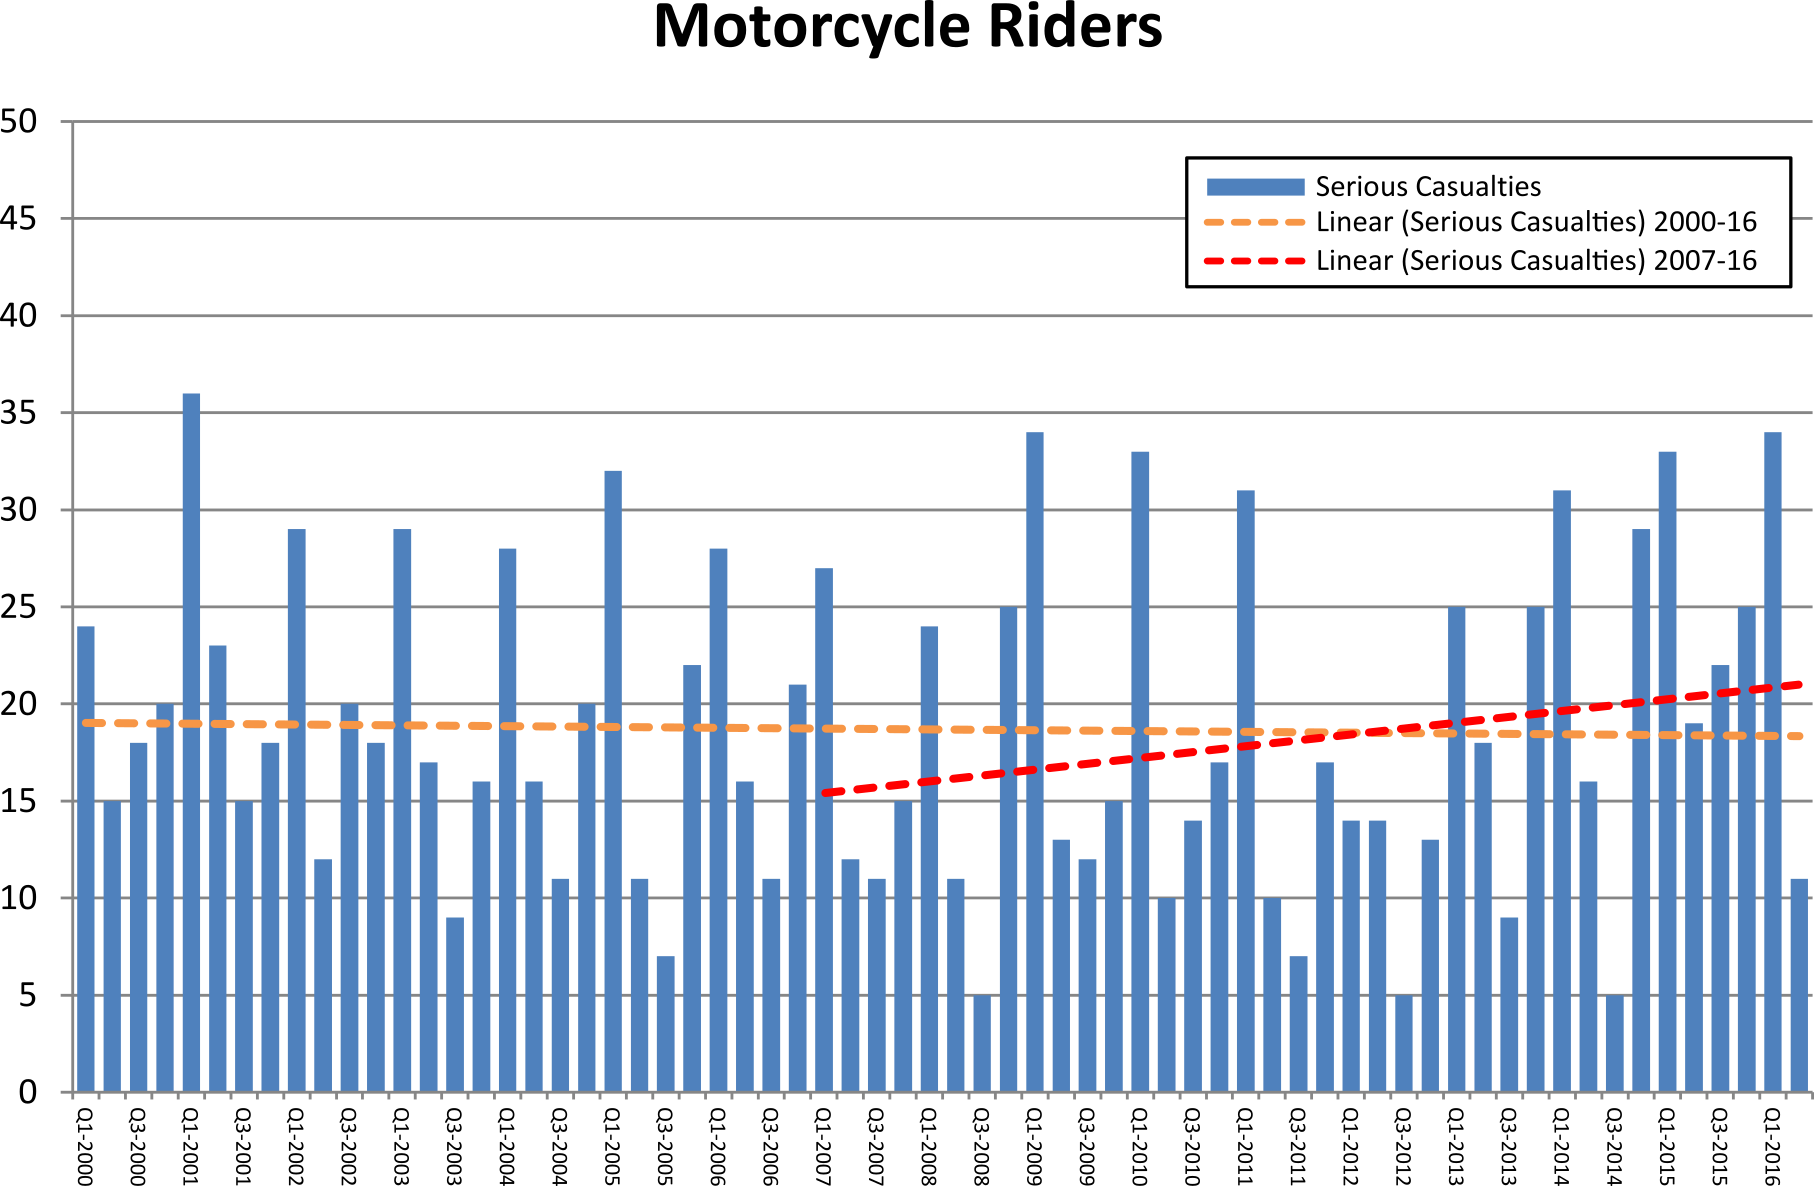 Motorcycle Riders
50
45
40
35
30
25
20
15
10
5
0
Serious Casualties
Linear (Serious Casualties) 2000-16
Linear (Serious Casualties) 2007-16
Q1-2000
Q3-2000
Q1-2001
Q3-2001
Q1-2002
Q3-2002
Q1-2003
Q3-2003
Q1-2004
Q3-2004
Q1-2005
Q3-2005
Q1-2006
Q3-2006
Q1-2007
Q3-2007
Q1-2008
Q3-2008
Q1-2009
Q3-2009
Q1-2010
Q3-2010
Q1-2011
Q3-2011
Q1-2012
Q3-2012
Q1-2013
Q3-2013
Q1-2014
Q3-2014
Q1-2015
Q3-2015
Q1-2016